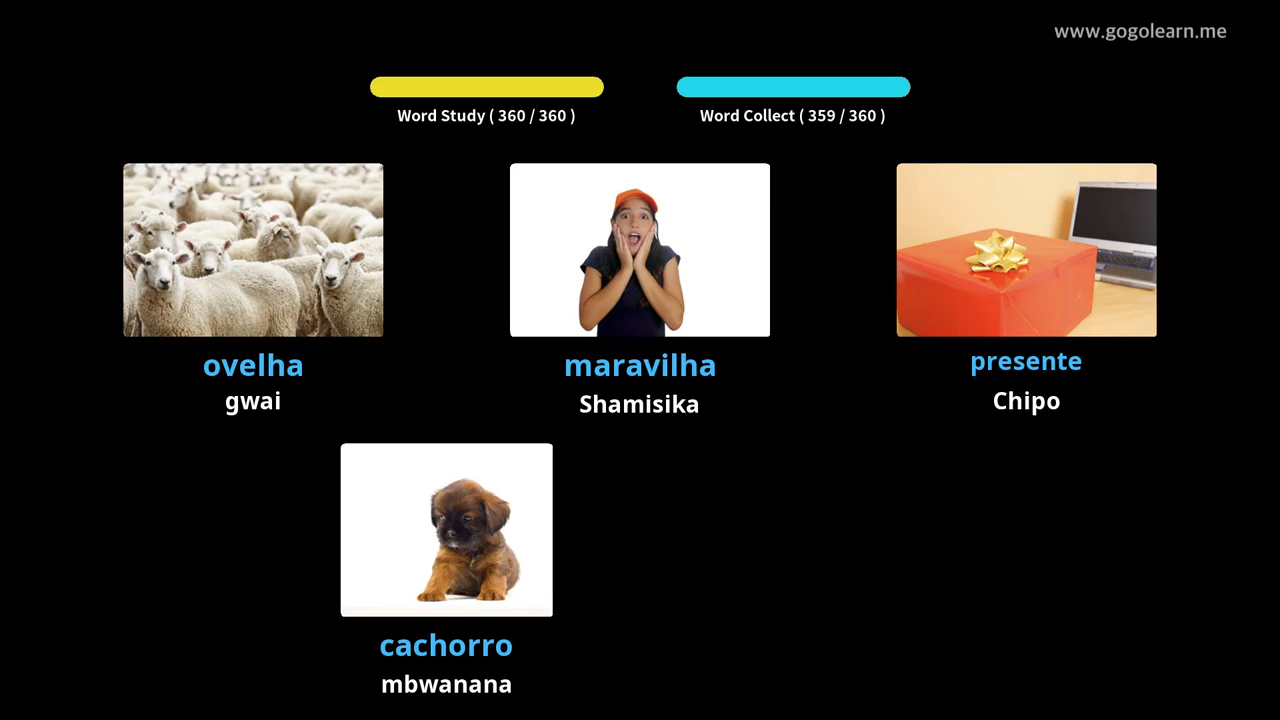 www.gogolearn.me
Word Study ( 360 / 360 )
Word Collect ( 359 / 360 )
ovelha
gwai
maravilha
Shamisika
presente
Chipo
cachorro
mbwanana